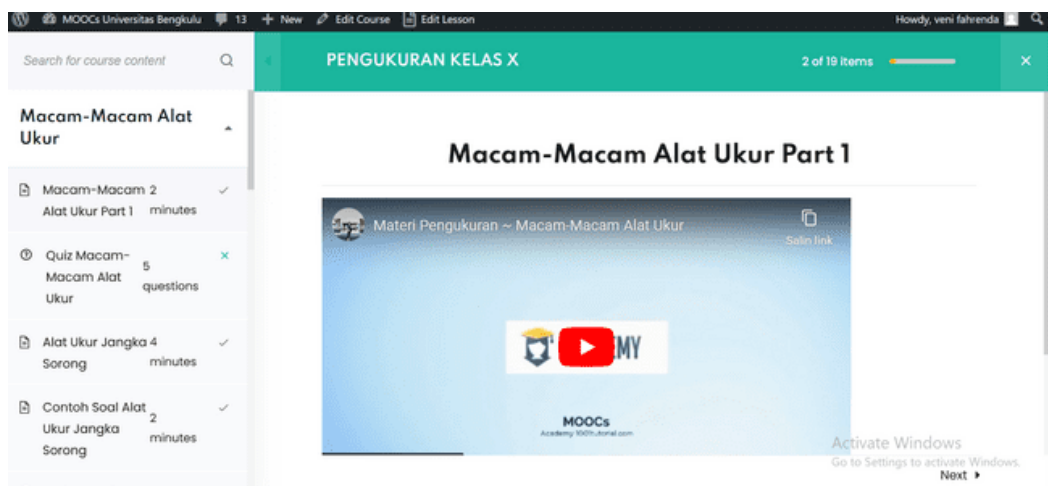 MOOCs Universitas Bengkulu 13 + New Edit Course Edit Lesson Howdy, veni fahrenda
Search for course content
PENGUKURAN KELAS X
2 of 19 items
Macam-Macam Alat
Ukur
Macam-Macam Alat Ukur Part 1
Macam-Macam 2
Alat Ukur Part 1 minutes
Quiz Macam-
Macam Alat
Ukur
5
questions
Alat Ukur Jangka 4
Sorong minutes
Contoh Soal Alat
Ukur Jangka
Sorong
2
minutes
Materi Pengukuran ~ Macam-Macam Alat Ukur
Salin link
MY
MOOCs
Activate Windows
Go to Settings to activate Windows.
Next